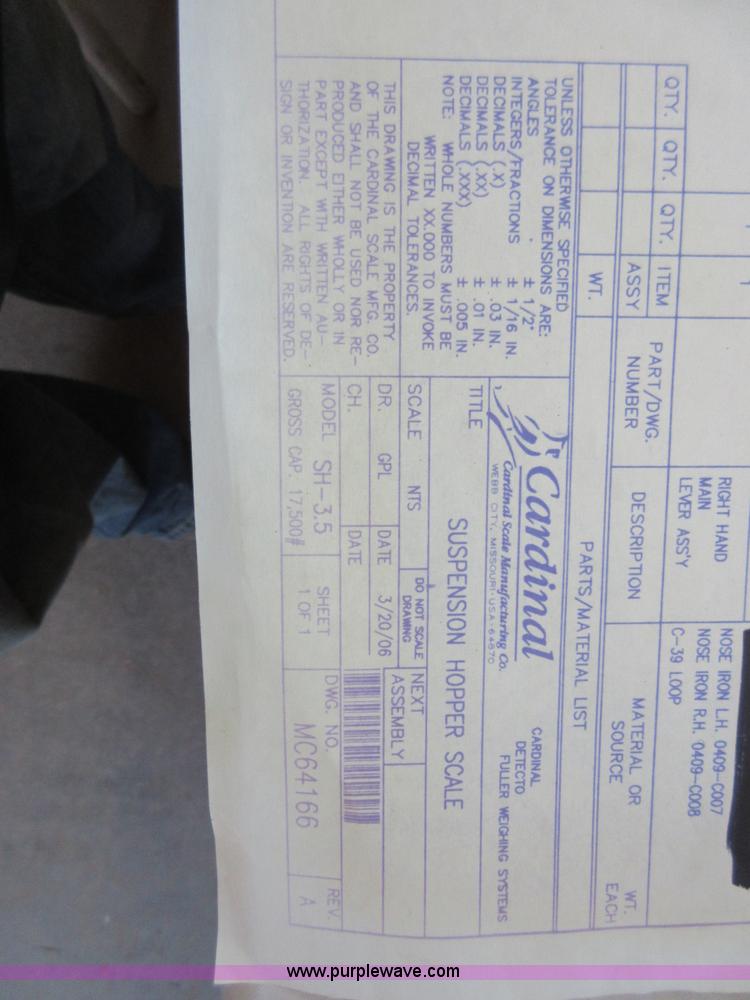 RIGHT HAND
MAIN
LEVER ASS'Y
NOSE IRON L.H. 0409-C007
NOSE IRON R.H. 0409-C008
C-39 LOOP
QTY. QTY. QTY. ITEM
ASSY
PART/DWG.
NUMBER
DESCRIPTION
MATERIAL OR
SOURCE
WT.
EACH
WT.
PARTS/MATERIAL LIST
UNLESS OTHERWISE SPECIFIED
TOLERANCE ON DIMENSIONS ARE:
ANGLES ± 1/2°
INTEGERS/FRACTIONS ± 1/16 IN.
DECIMALS (.X) ± .03 IN.
DECIMALS (.XX) ± .01 IN.
DECIMALS (.XXX) ± .005 IN.
NOTE: WHOLE NUMBERS MUST BE
WRITTEN XX.000 TO INVOKE
DECIMAL TOLERANCES.
THIS DRAWING IS THE PROPERTY
OF THE CARDINAL SCALE MFG. CO.
AND SHALL NOT BE USED NOR RE-
PRODUCED EITHER WHOLLY OR IN
PART EXCEPT WITH WRITTEN AU-
THORIZATION. ALL RIGHTS OF DE-
SIGN OR INVENTION ARE RESERVED.
Cardinal
Cardinal Scale Manufacturing Co.
WEBB CITY, MISSOURI-USA-64870
CARDINAL
DETECTO
FULLER WEIGHING SYSTEMS
TITLE
SUSPENSION HOPPER SCALE
SCALE NTS
DO NOT SCALE
DRAWING
NEXT
ASSEMBLY
DR. GPL DATE 3/20/06
CH. DATE
MODEL SH-3.5
GROSS CAP. 17,500#
SHEET
1 OF 1
DWG. NO.
MC64166
REV.
A
www.purplewave.com